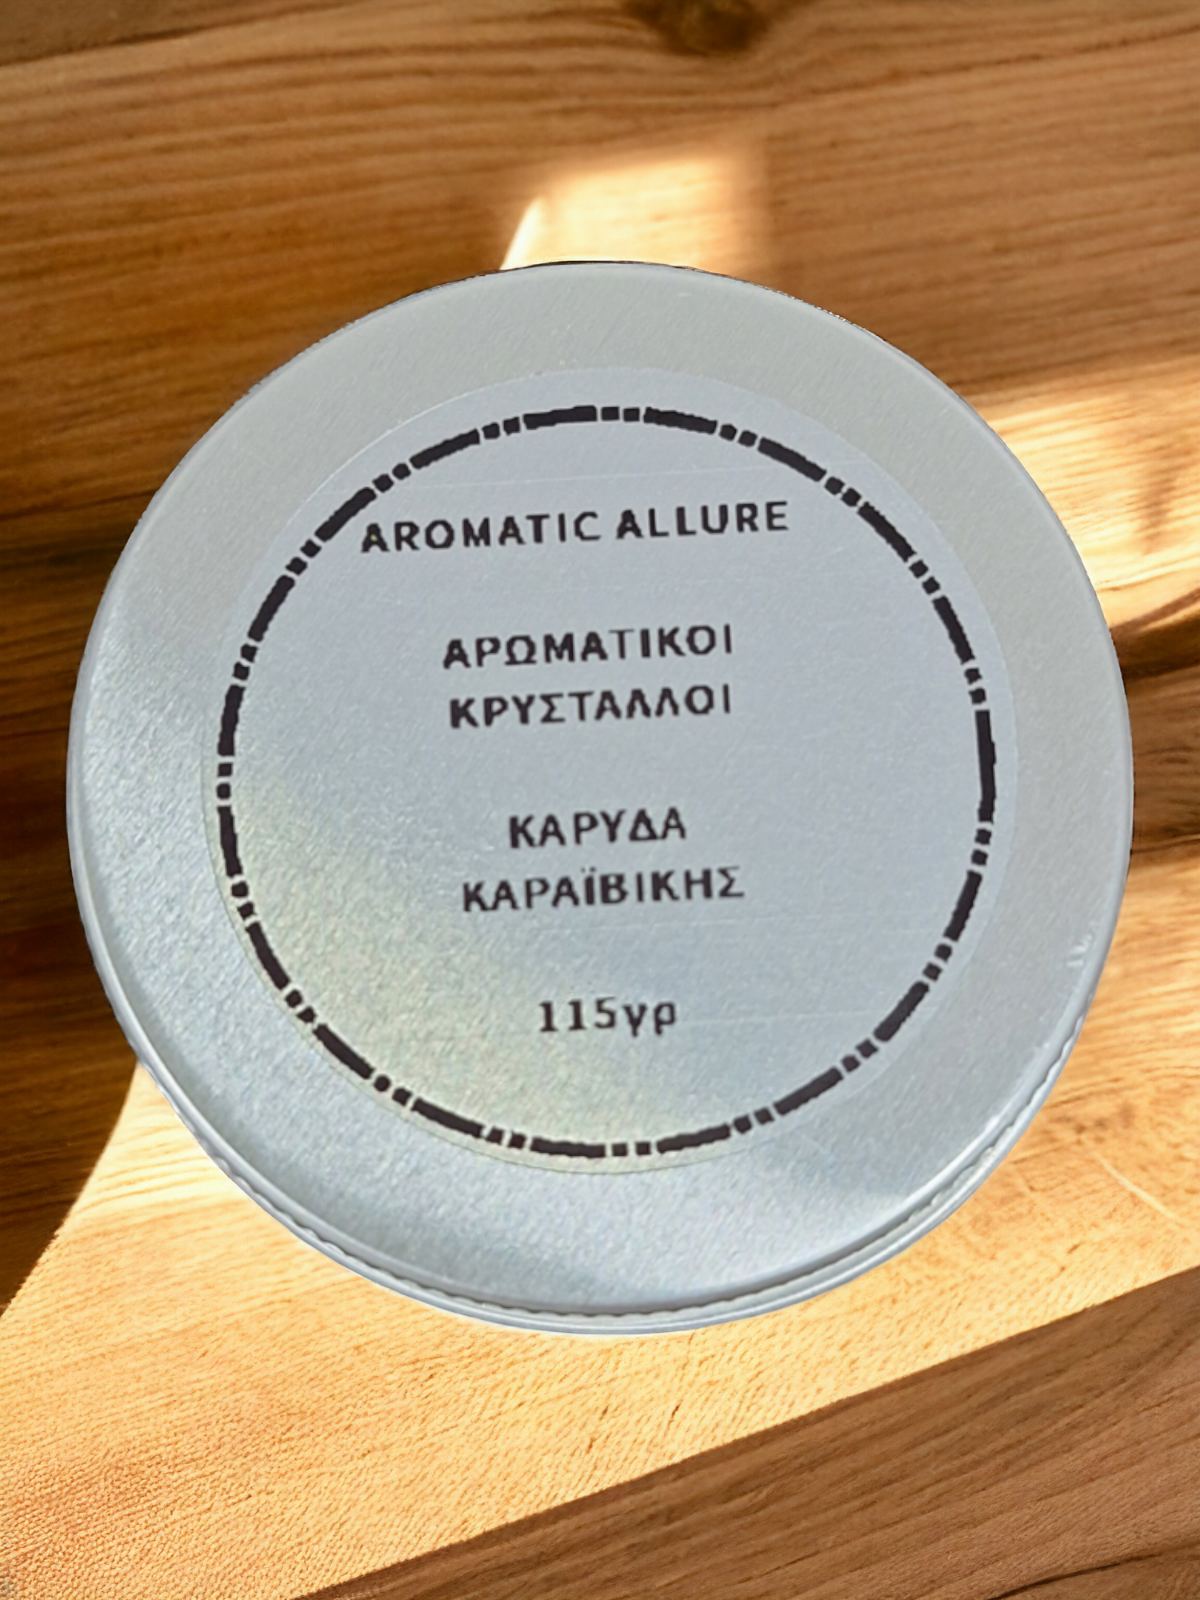 AROMATIC ALLURE
ΑΡΩΜΑΤΙΚΟΙ
ΚΡΥΣΤΑΛΛΟΙ
ΚΑΡΥΔΑ
ΚΑΡΑΪΒΙΚΗΣ
115γρ